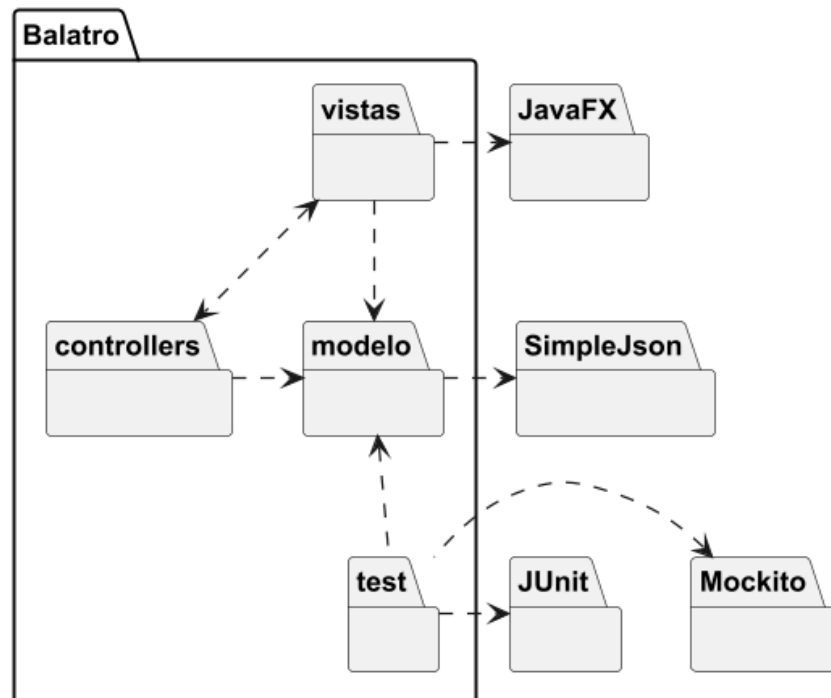 Balatro
vistas
JavaFX
controllers
modelo
SimpleJson
test
JUnit
Mockito